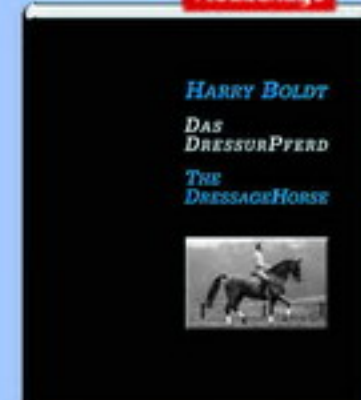 HARRY BOLDT
DAS
DRESSURPFERD
THE
DRESSAGEHORSE